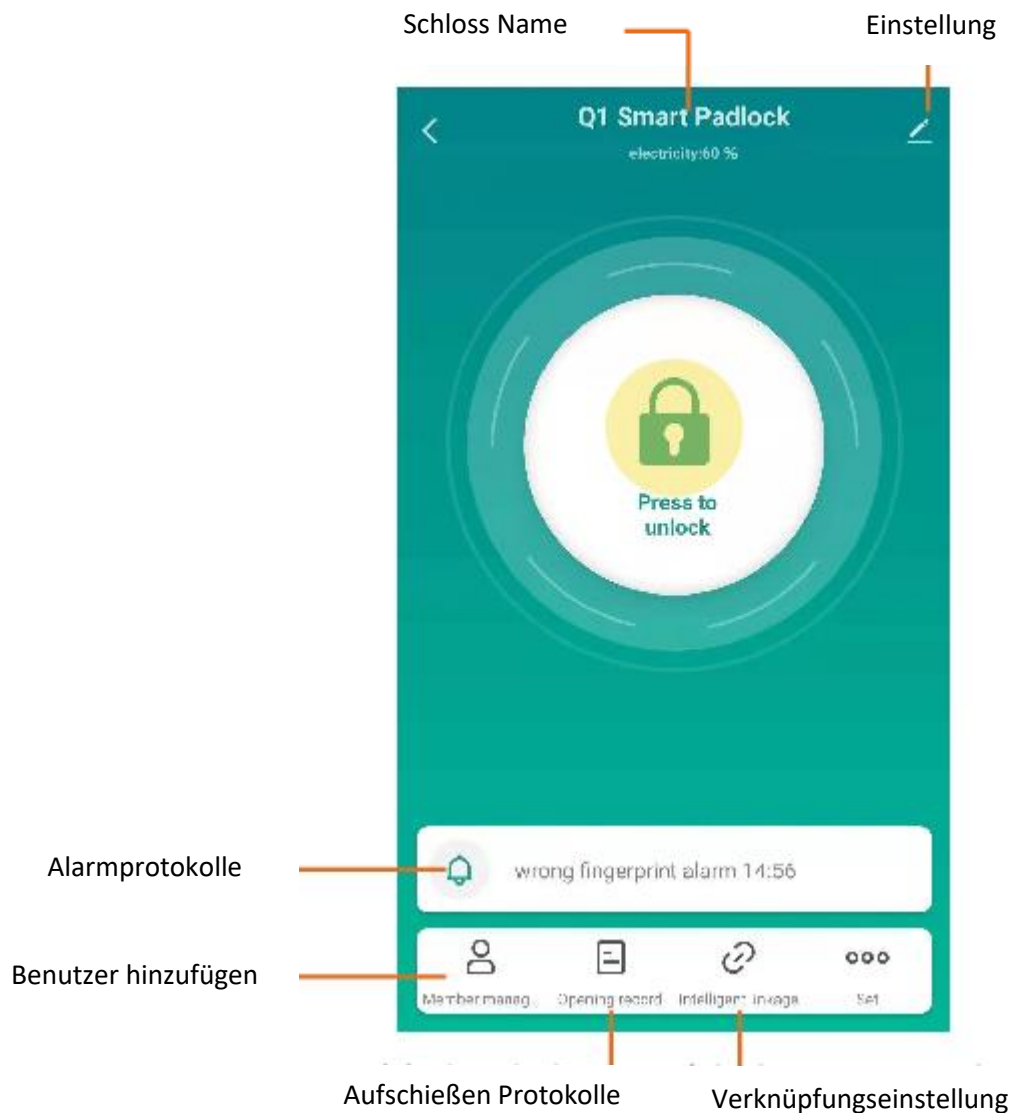 Schloss Name
Einstellung
Q1 Smart Padlock
electricity:60 %
Press to
unlock
Alarmprotokolle
wrong fingerprint alarm 14:56
Benutzer hinzufügen
Member manag...
Opening record
Intelligent linkage
Set
Aufschießen Protokolle
Verknüpfungseinstellung